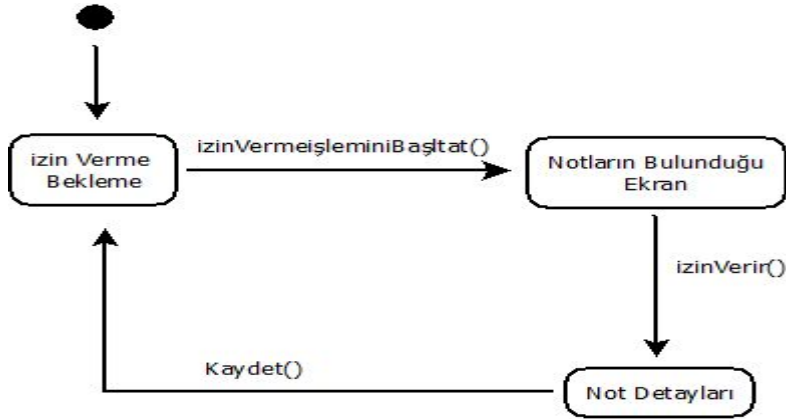 izin Verme
Bekleme
izinVermeişleminiBaşltat()
Notların Bulunduğu
Ekran
izinVerir()
Kaydet()
Not Detayları